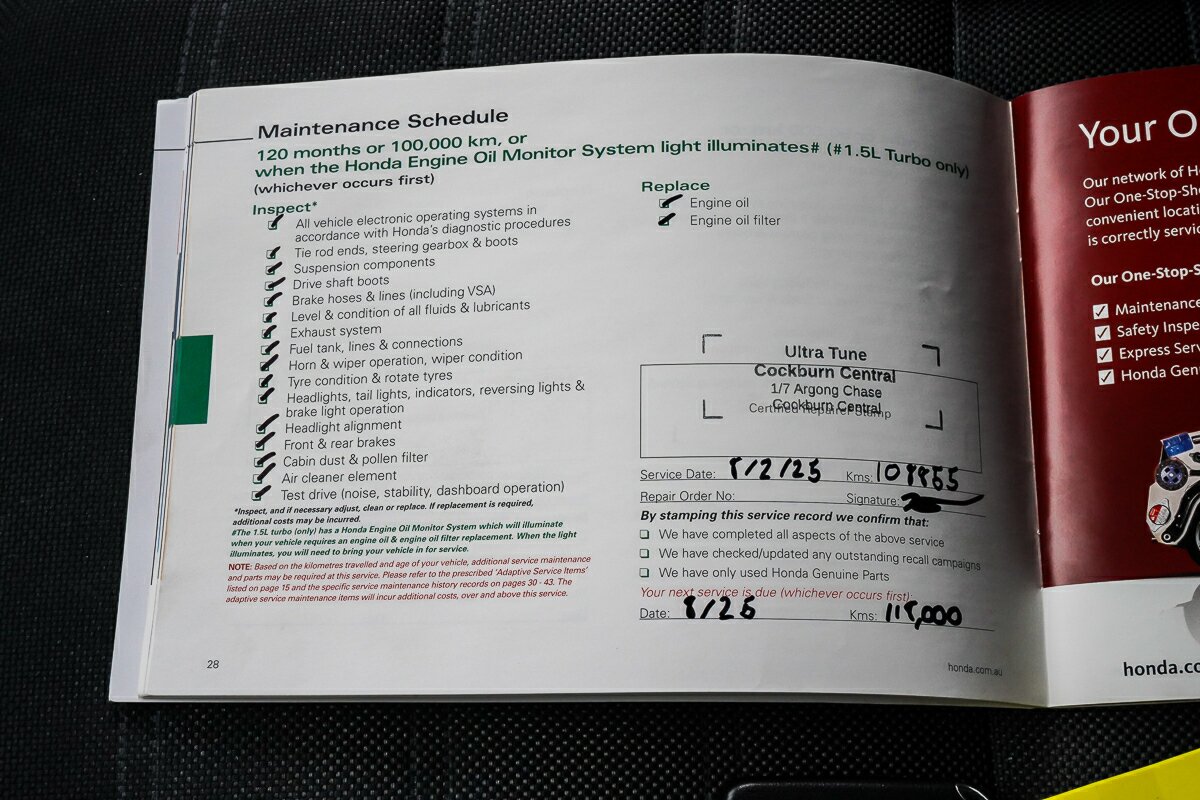 Maintenance Schedule
120 months or 100,000 km, or
when the Honda Engine Oil Monitor System light illuminates# (#1.5L Turbo only)
(whichever occurs first)
Inspect*
All vehicle electronic operating systems in
accordance with Honda's diagnostic procedures
Tie rod ends, steering gearbox & boots
Suspension components
Drive shaft boots
Brake hoses & lines (including VSA)
Level & condition of all fluids & lubricants
Exhaust system
Fuel tank, lines & connections
Horn & wiper operation, wiper condition
Tyre condition & rotate tyres
Headlights, tail lights, indicators, reversing lights &
brake light operation
Headlight alignment
Front & rear brakes
Cabin dust & pollen filter
Air cleaner element
Test drive (noise, stability, dashboard operation)
*Inspect, and if necessary adjust, clean or replace. If replacement is required,
additional costs may be incurred.
#The 1.5L turbo (only) has a Honda Engine Oil Monitor System which will illuminate
when your vehicle requires an engine oil & engine oil filter replacement. When the light
illuminates, you will need to bring your vehicle in for service.
NOTE: Based on the kilometres travelled and age of your vehicle, additional service maintenance
and parts may be required at this service. Please refer to the prescribed 'Adaptive Service Items'
listed on page 15 and the specific service maintenance history records on pages 30 - 43. The
adaptive service maintenance items will incur additional costs, over and above this service.
28
Replace
Engine oil
Engine oil filter
Ultra Tune
Cockburn Central
1/7 Argong Chase
Cockburn Central
Certified Repairer Stamp
Service Date: 8/2/25 Kms:
Repair Order No: Signature:
By stamping this service record we confirm that:
We have completed all aspects of the above service
We have checked/updated any outstanding recall campaigns
We have only used Honda Genuine Parts
Your next service is due (whichever occurs first):
Date: 8/25 Kms:
honda.com.au
Your O
Our network of H
Our One-Stop-Sh
convenient locati
is correctly servic
Our One-Stop-S
Maintenance
Safety Inspe
Express Serv
Honda Gen
honda.co